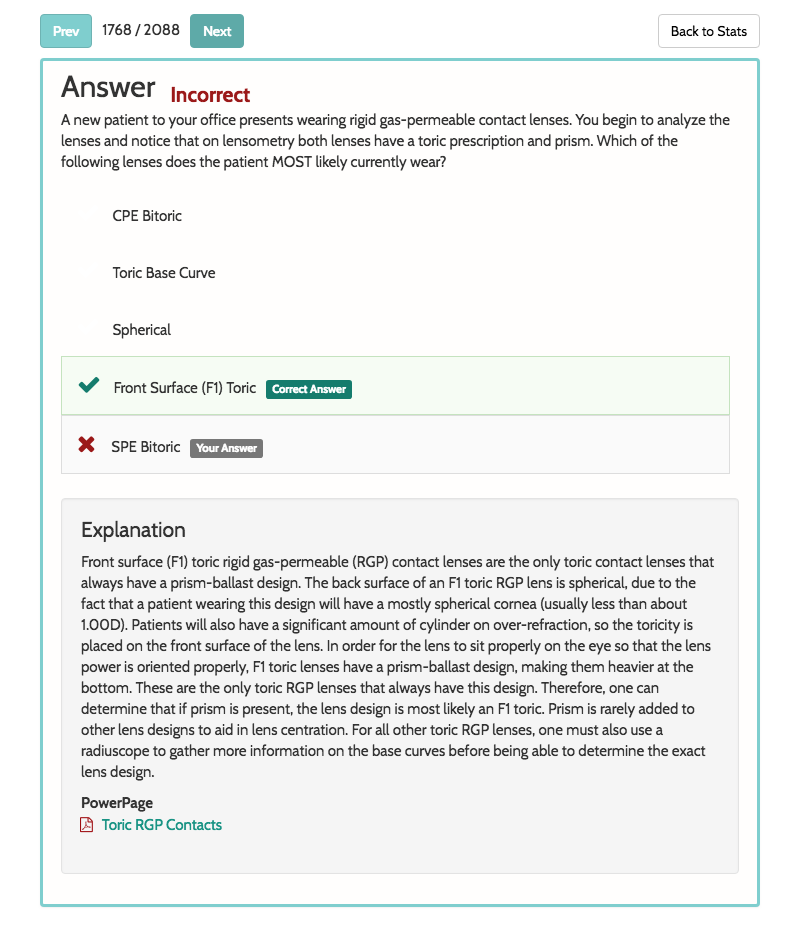 Prev 1768 / 2088 Next Back to Stats
Answer Incorrect
A new patient to your office presents wearing rigid gas-permeable contact lenses. You begin to analyze the
lenses and notice that on lensometry both lenses have a toric prescription and prism. Which of the
following lenses does the patient MOST likely currently wear?
CPE Bitoric
Toric Base Curve
Spherical
Front Surface (F1) Toric Correct Answer
SPE Bitoric Your Answer
Explanation
Front surface (F1) toric rigid gas-permeable (RGP) contact lenses are the only toric contact lenses that
always have a prism-ballast design. The back surface of an F1 toric RGP lens is spherical, due to the
fact that a patient wearing this design will have a mostly spherical cornea (usually less than about
1.00D). Patients will also have a significant amount of cylinder on over-refraction, so the toricity is
placed on the front surface of the lens. In order for the lens to sit properly on the eye so that the lens
power is oriented properly, F1 toric lenses have a prism-ballast design, making them heavier at the
bottom. These are the only toric RGP lenses that always have this design. Therefore, one can
determine that if prism is present, the lens design is most likely an F1 toric. Prism is rarely added to
other lens designs to aid in lens centration. For all other toric RGP lenses, one must also use a
radiuscope to gather more information on the base curves before being able to determine the exact
lens design.
PowerPage
Toric RGP Contacts